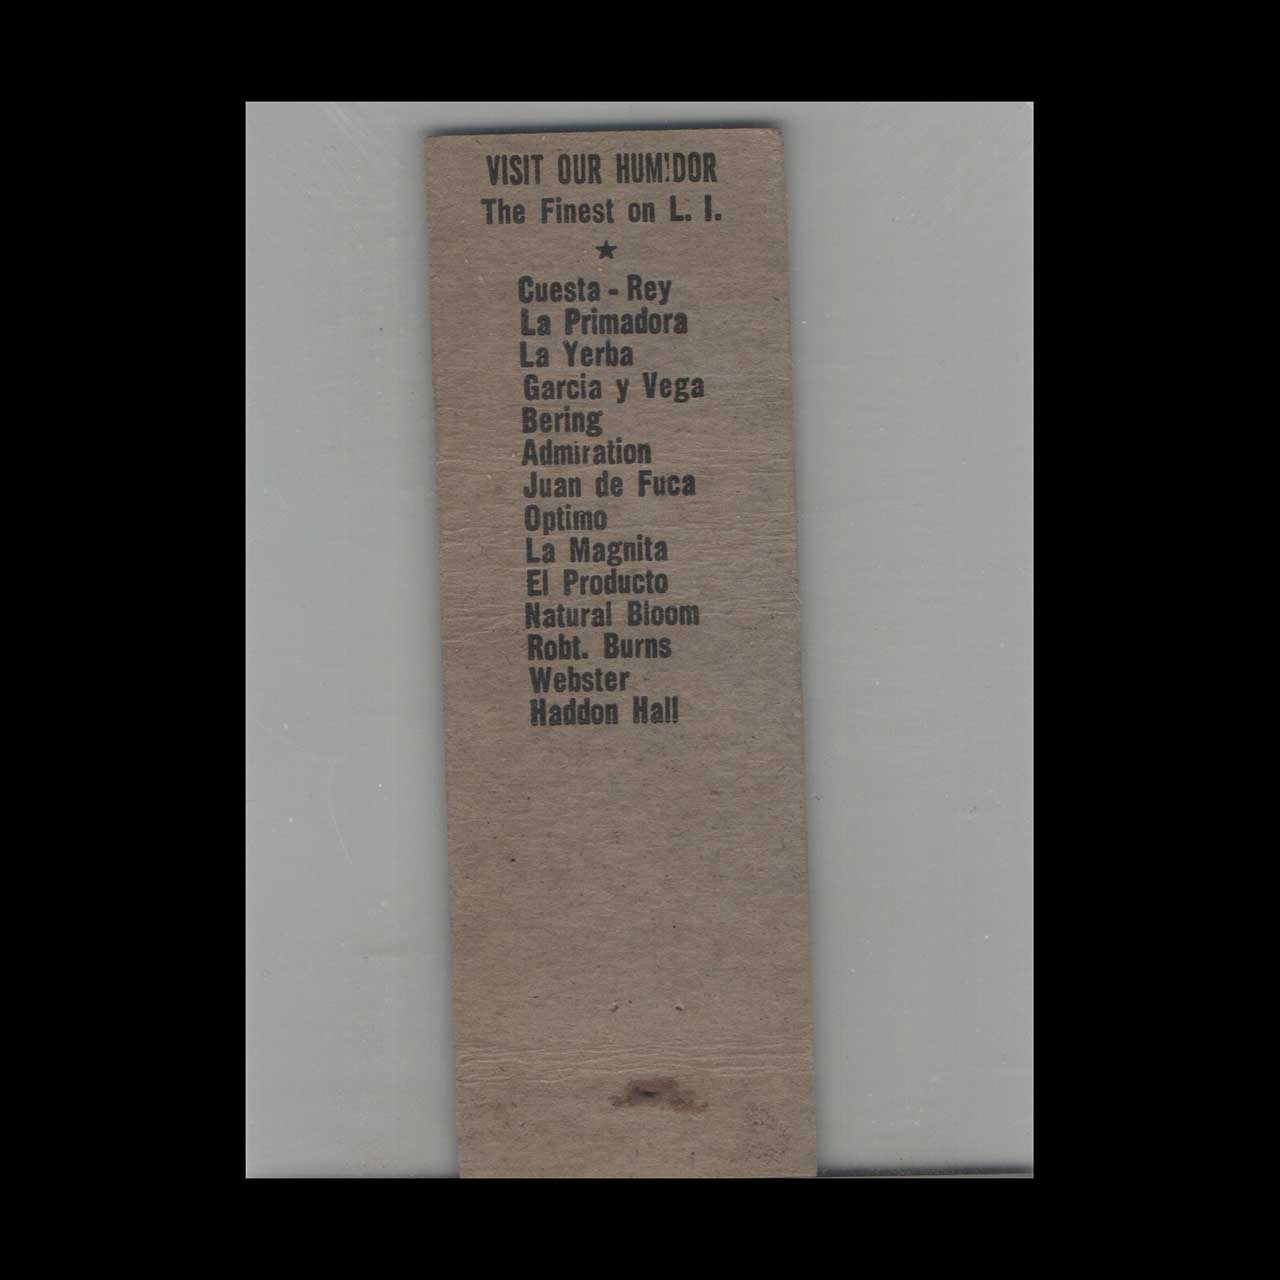 VISIT OUR HUMIDOR
The Finest on L. I.
★
Cuesta - Rey
La Primadora
La Yerba
Garcia y Vega
Bering
Admiration
Juan de Fuca
Optimo
La Magnita
El Producto
Natural Bloom
Robt. Burns
Webster
Haddon Hall